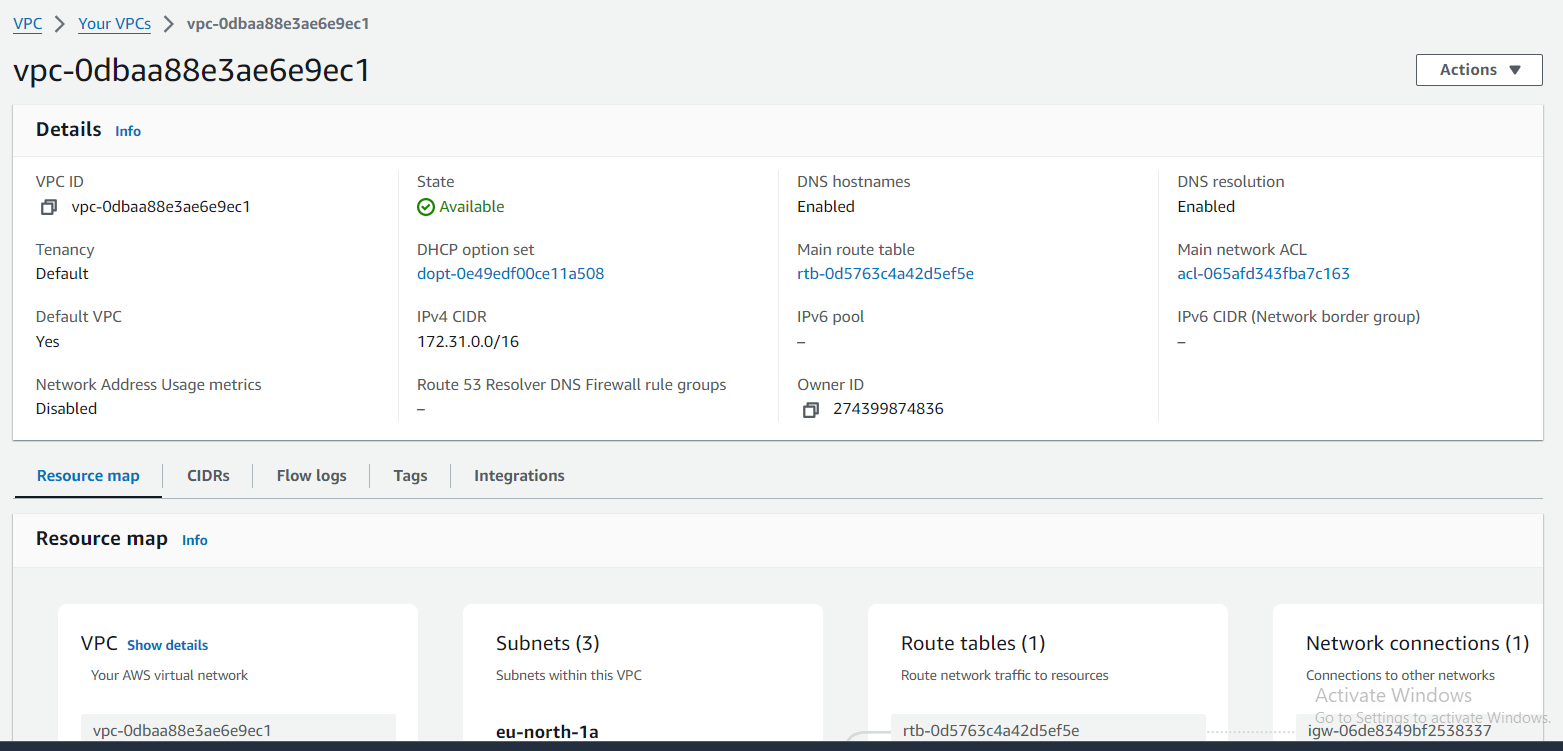 VPC > Your VPCs > vpc-0dbaa88e3ae6e9ec1
vpc-0dbaa88e3ae6e9ec1
Actions
Details Info
VPC ID
vpc-0dbaa88e3ae6e9ec1
State
Available
DNS hostnames
Enabled
DNS resolution
Enabled
Tenancy
Default
DHCP option set
dopt-0e49edf00ce11a508
Main route table
rtb-0d5763c4a42d5ef5e
Main network ACL
acl-065afd343fba7c163
Default VPC
Yes
IPv4 CIDR
172.31.0.0/16
IPv6 pool
–
IPv6 CIDR (Network border group)
–
Network Address Usage metrics
Disabled
Route 53 Resolver DNS Firewall rule groups
–
Owner ID
274399874836
Resource map CIDRs Flow logs Tags Integrations
Resource map Info
VPC Show details
Your AWS virtual network
vpc-0dbaa88e3ae6e9ec1
Subnets (3)
Subnets within this VPC
eu-north-1a
Route tables (1)
Route network traffic to resources
rtb-0d5763c4a42d5ef5e
Network connections (1)
Connections to other networks
igw-06de8349bf2538337
Activate Windows
Go to Settings to activate Windows.